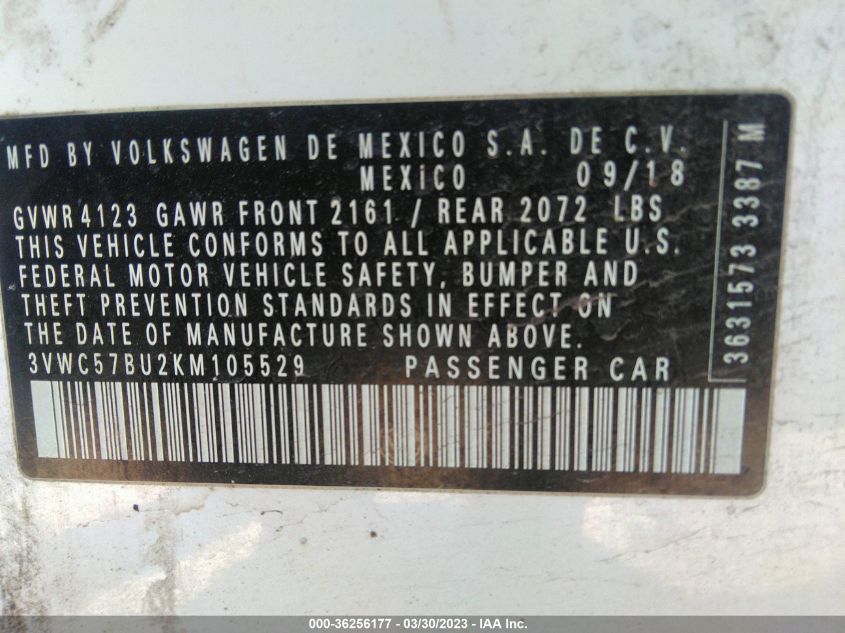 MFD BY VOLKSWAGEN DE MEXICO S.A. DE C.V.
MEXICO 09/18
GVWR 4123 GAWR FRONT 2161 / REAR 2072 LBS
THIS VEHICLE CONFORMS TO ALL APPLICABLE U.S.
FEDERAL MOTOR VEHICLE SAFETY, BUMPER AND
THEFT PREVENTION STANDARDS IN EFFECT ON
THE DATE OF MANUFACTURE SHOWN ABOVE.
3VWC57BU2KM105529 PASSENGER CAR
3631573 3387 M
000-36256177 - 03/30/2023 - IAA Inc.